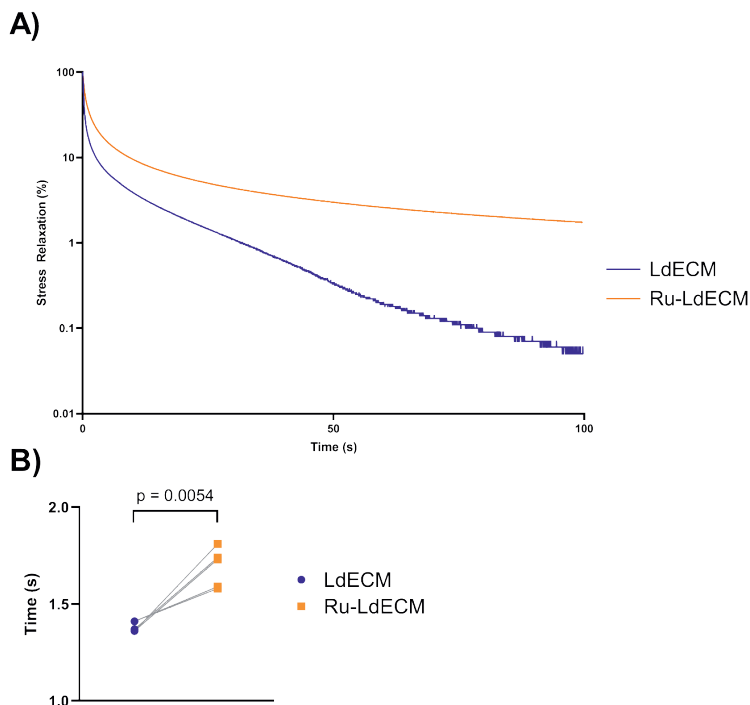 A)
100
10
1
0.1
0.01
Stress Relaxation (%)
0
50
100
Time (s)
LdECM
Ru-LdECM
B)
p = 0.0054
2.0
1.5
1.0
Time (s)
LdECM
Ru-LdECM